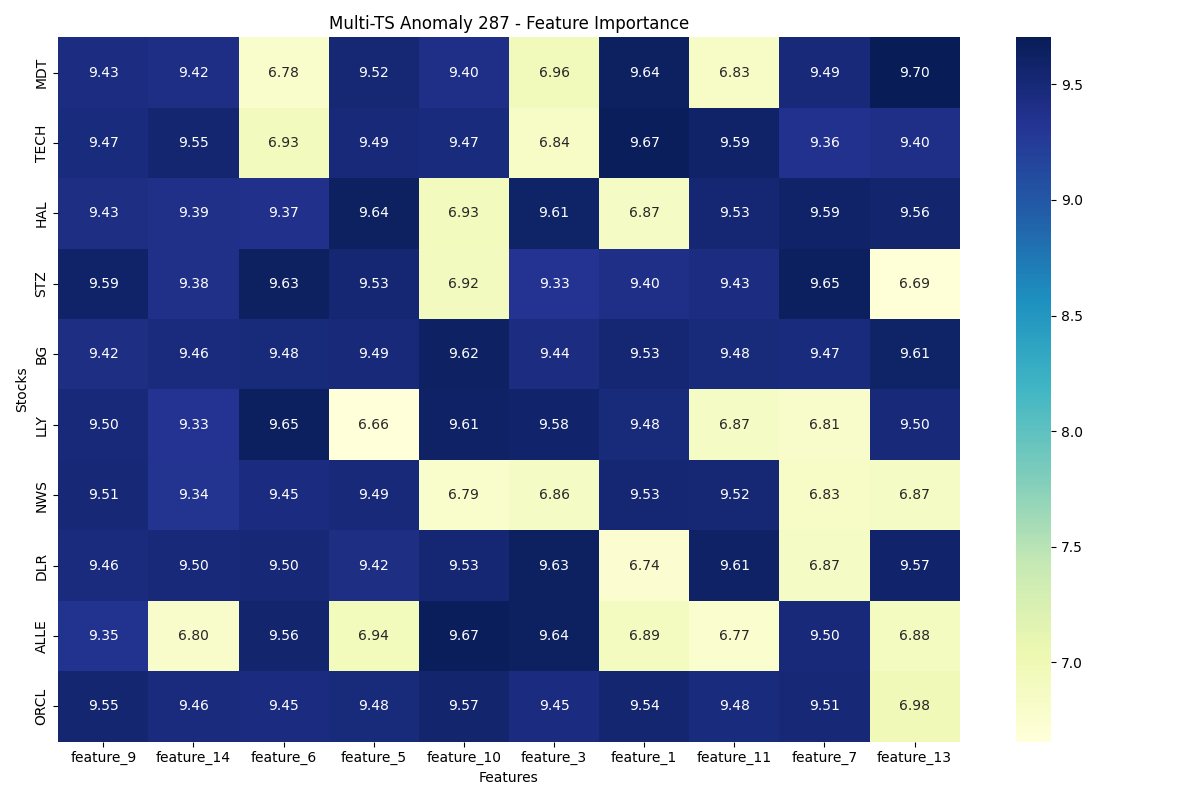 Multi-TS Anomaly 287 - Feature Importance
MDT 9.43 9.42 6.78 9.52 9.40 6.96 9.64 6.83 9.49 9.70
TECH 9.47 9.55 6.93 9.49 9.47 6.84 9.67 9.59 9.36 9.40
HAL 9.43 9.39 9.37 9.64 6.93 9.61 6.87 9.53 9.59 9.56
STZ 9.59 9.38 9.63 9.53 6.92 9.33 9.40 9.43 9.65 6.69
BG 9.42 9.46 9.48 9.49 9.62 9.44 9.53 9.48 9.47 9.61
LLY 9.50 9.33 9.65 6.66 9.61 9.58 9.48 6.87 6.81 9.50
NWS 9.51 9.34 9.45 9.49 6.79 6.86 9.53 9.52 6.83 6.87
DLR 9.46 9.50 9.50 9.42 9.53 9.63 6.74 9.61 6.87 9.57
ALLE 9.35 6.80 9.56 6.94 9.67 9.64 6.89 6.77 9.50 6.88
ORCL 9.55 9.46 9.45 9.48 9.57 9.45 9.54 9.48 9.51 6.98
feature_9 feature_14 feature_6 feature_5 feature_10 feature_3 feature_1 feature_11 feature_7 feature_13
Features
Stocks
9.5
9.0
8.5
8.0
7.5
7.0